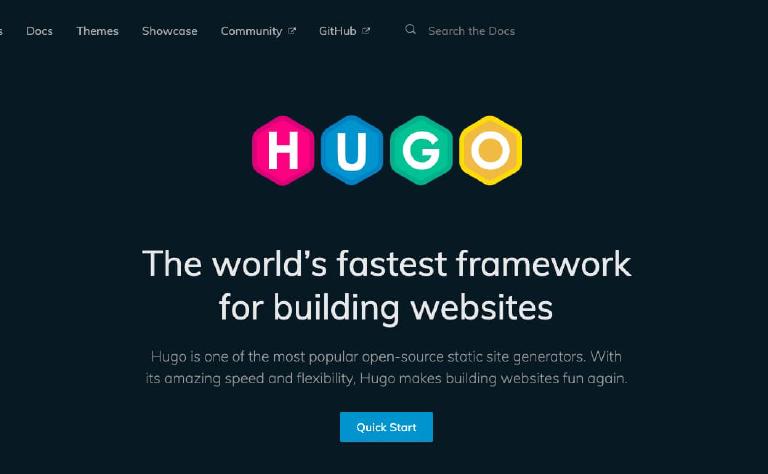 Docs Themes Showcase Community GitHub Search the Docs
HUGO
The world's fastest framework
for building websites
Hugo is one of the most popular open-source static site generators. With
its amazing speed and flexibility, Hugo makes building websites fun again.
Quick Start